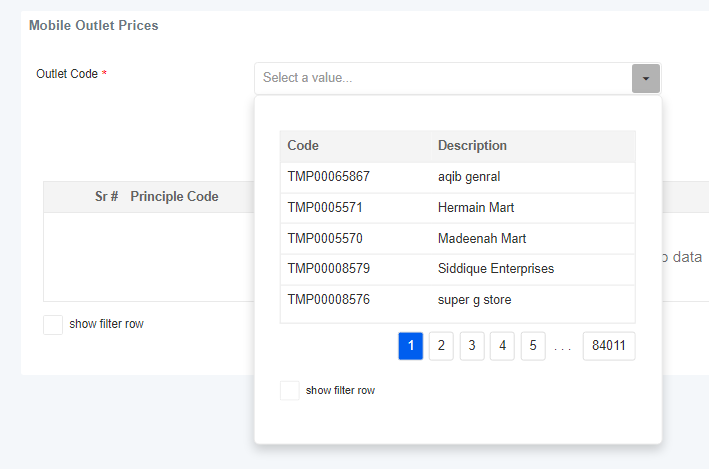 Mobile Outlet Prices
Outlet Code *
Select a value...
Code Description
TMP00065867 aqib genral
TMP0005571 Hermain Mart
TMP0005570 Madeenah Mart
TMP00008579 Siddique Enterprises
TMP00008576 super g store
1 2 3 4 5 ... 84011
show filter row
Sr # Principle Code
data
show filter row